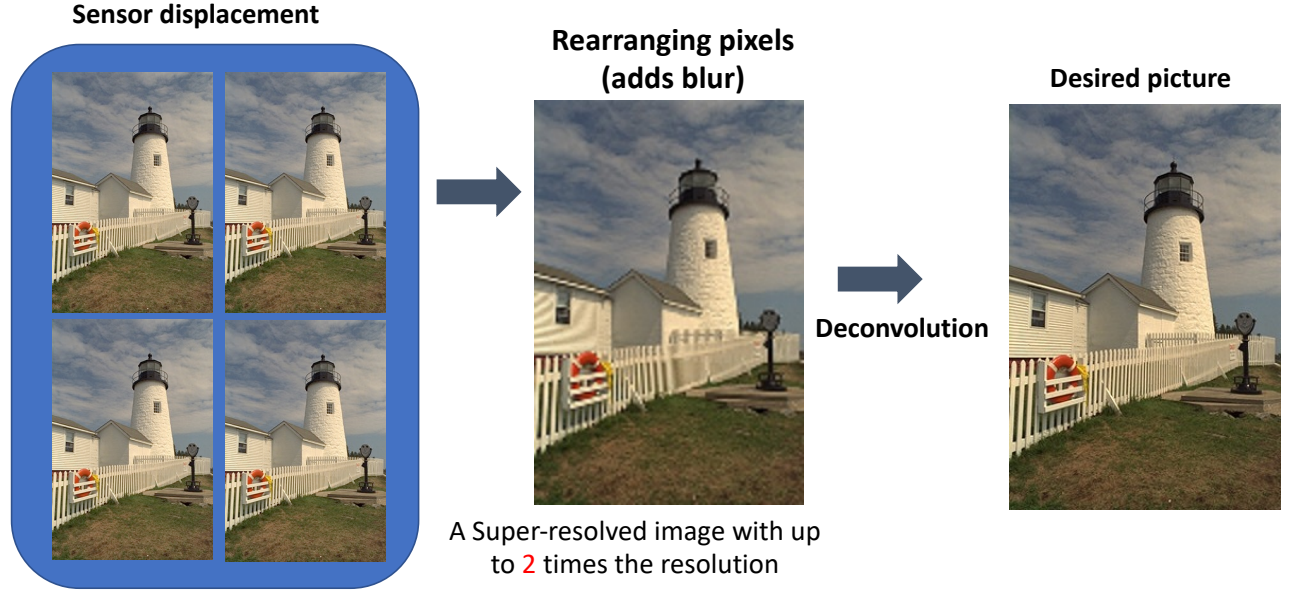 Sensor displacement
Rearranging pixels
(adds blur)
Desired picture
Deconvolution
A Super-resolved image with up
to 2 times the resolution